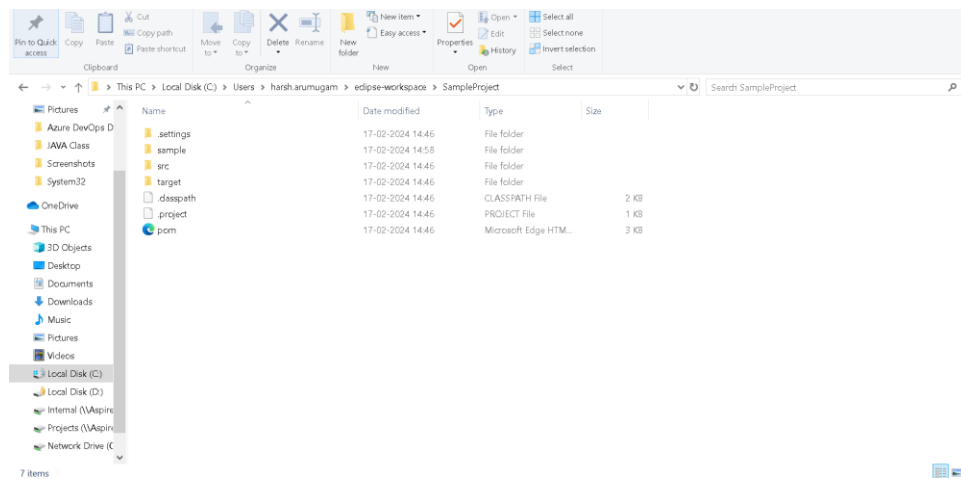 Cut
Copy path
Paste shortcut
Pin to Quick access
Copy
Paste
Move to
Copy to
Delete
Rename
New folder
New item
Easy access
Properties
Open
Edit
History
Select all
Select none
Invert selection
Clipboard
Organize
New
Open
Select
This PC > Local Disk (C:) > Users > harsh.arumugam > eclipse-workspace > SampleProject
Search SampleProject
Pictures
Azure DevOps D
JAVA Class
Screenshots
System32
OneDrive
This PC
3D Objects
Desktop
Documents
Downloads
Music
Pictures
Videos
Local Disk (C:)
Local Disk (D:)
Internal (\\Aspire
Projects (\\Aspire
Network Drive (C
Name Date modified Type Size
.settings 17-02-2024 14:46 File folder
sample 17-02-2024 14:58 File folder
src 17-02-2024 14:46 File folder
target 17-02-2024 14:46 File folder
.classpath 17-02-2024 14:46 CLASSPATH File 2 KB
.project 17-02-2024 14:46 PROJECT File 1 KB
pom 17-02-2024 14:46 Microsoft Edge HTM... 3 KB
7 items